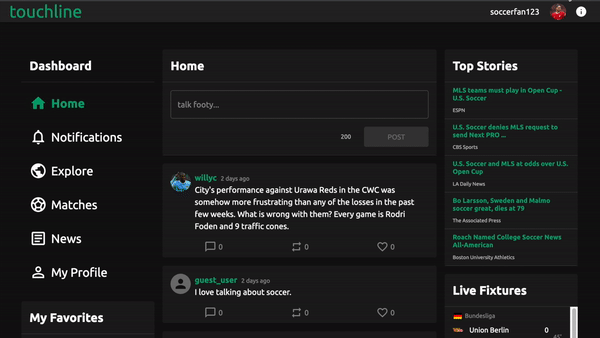 touchline
soccerfan123
Dashboard
Home
Notifications
Explore
Matches
News
My Profile
My Favorites
Home
talk footy...
200
POST
willyc 2 days ago
City's performance against Urawa Reds in the CWC was
somehow more frustrating than any of the losses in the past
few weeks. What is wrong with them? Every game is Rodri
Foden and 9 traffic cones.
0 0 0
guest_user 2 days ago
I love talking about soccer.
0 0 0
Top Stories
MLS teams must play in Open Cup -
U.S. Soccer
ESPN
U.S. Soccer denies MLS request to
send Next PRO ...
CBS Sports
U.S. Soccer and MLS at odds over U.S.
Open Cup
LA Daily News
Bo Larsson, Sweden and Malmo
soccer great, dies at 79
The Associated Press
Roach Named College Soccer News
All-American
Boston University Athletics
Live Fixtures
Bundesliga
Union Berlin 0
45'